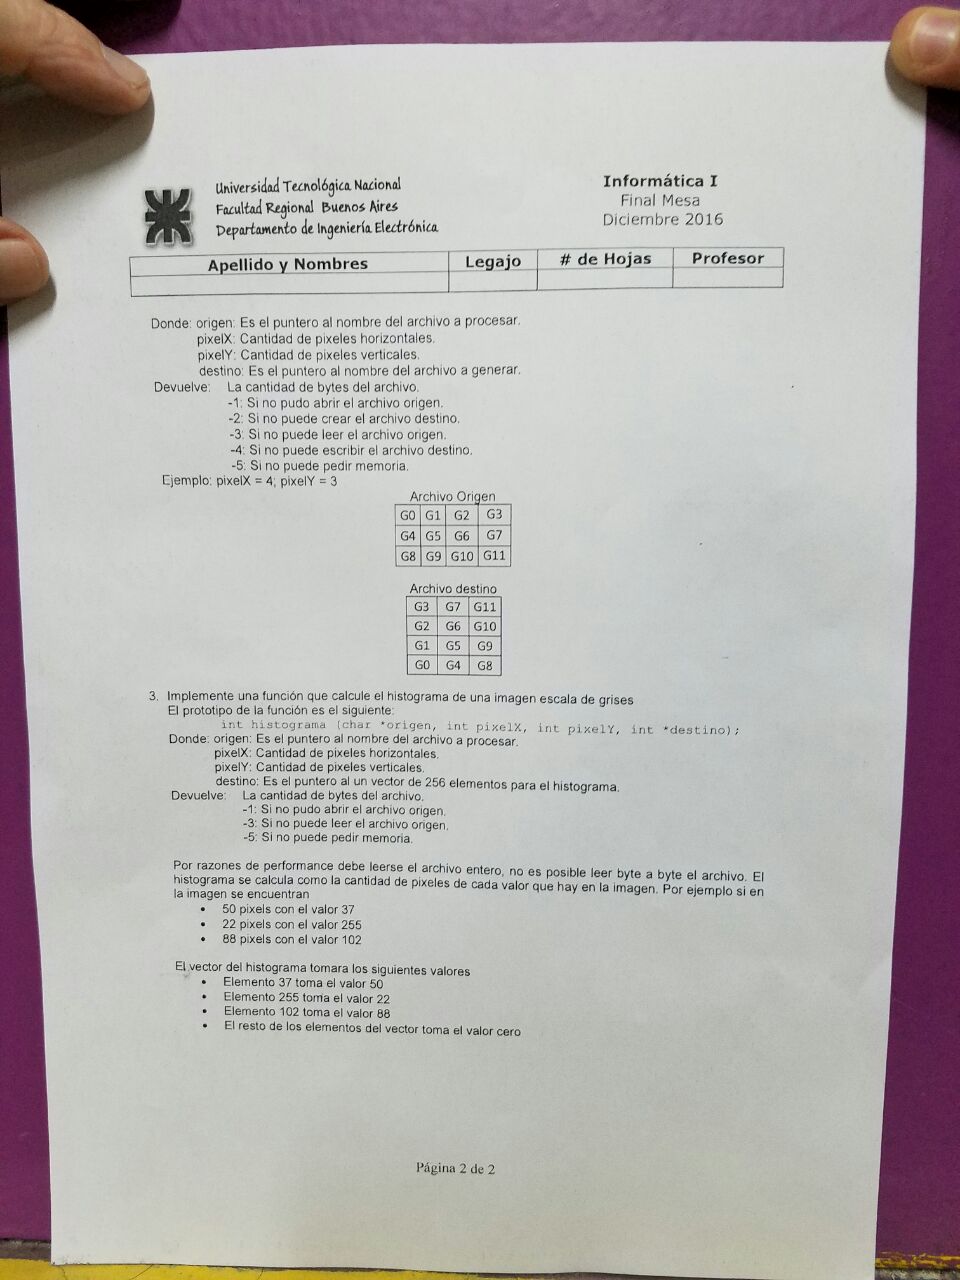 Universidad Tecnológica Nacional
Facultad Regional Buenos Aires
Departamento de Ingeniería Electrónica
Informática I
Final Mesa
Diciembre 2016
Apellido y Nombres Legajo # de Hojas Profesor
Donde: origen: Es el puntero al nombre del archivo a procesar.
pixelX: Cantidad de pixeles horizontales.
pixelY: Cantidad de pixeles verticales.
destino: Es el puntero al nombre del archivo a generar.
Devuelve: La cantidad de bytes del archivo.
-1: Si no pudo abrir el archivo origen.
-2: Si no puede crear el archivo destino.
-3: Si no puede leer el archivo origen.
-4: Si no puede escribir el archivo destino.
-5: Si no puede pedir memoria.
Ejemplo: pixelX = 4; pixelY = 3
Archivo Origen
G0 G1 G2 G3
G4 G5 G6 G7
G8 G9 G10 G11
Archivo destino
G3 G7 G11
G2 G6 G10
G1 G5 G9
G0 G4 G8
3. Implemente una función que calcule el histograma de una imagen escala de grises
El prototipo de la función es el siguiente:
int histograma (char *origen, int pixelX, int pixelY, int *destino);
Donde: origen: Es el puntero al nombre del archivo a procesar.
pixelX: Cantidad de pixeles horizontales.
pixelY: Cantidad de pixeles verticales.
destino: Es el puntero al un vector de 256 elementos para el histograma.
Devuelve: La cantidad de bytes del archivo.
-1: Si no pudo abrir el archivo origen.
-3: Si no puede leer el archivo origen.
-5: Si no puede pedir memoria.
Por razones de performance debe leerse el archivo entero, no es posible leer byte a byte el archivo. El
histograma se calcula como la cantidad de pixeles de cada valor que hay en la imagen. Por ejemplo si en
la imagen se encuentran
• 50 pixels con el valor 37
• 22 pixels con el valor 255
• 88 pixels con el valor 102
El vector del histograma tomara los siguientes valores
• Elemento 37 toma el valor 50
• Elemento 255 toma el valor 22
• Elemento 102 toma el valor 88
• El resto de los elementos del vector toma el valor cero
Página 2 de 2